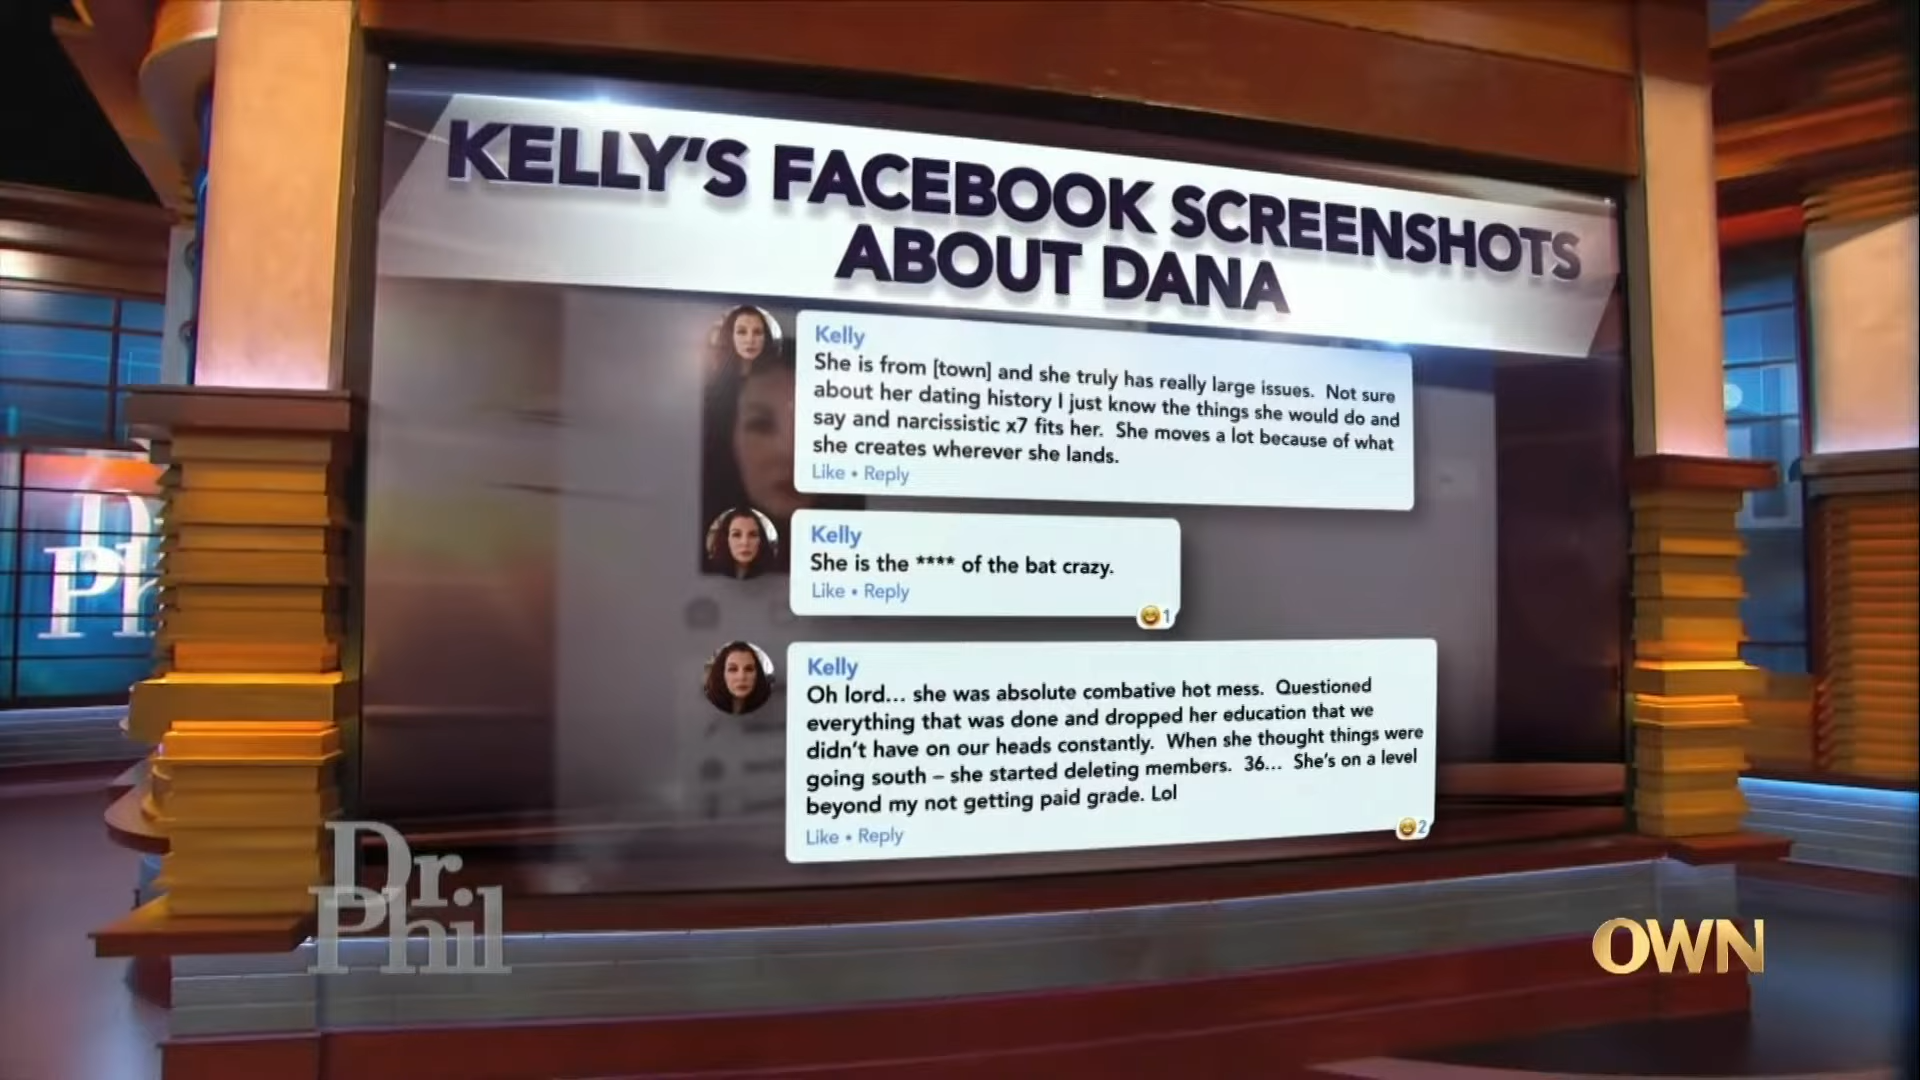 KELLY'S FACEBOOK SCREENSHOTS
ABOUT DANA
Kelly
She is from [town] and she truly has really large issues. Not sure
about her dating history I just know the things she would do and
say and narcissistic x7 fits her. She moves a lot because of what
she creates wherever she lands.
Like • Reply
Kelly
She is the **** of the bat crazy.
Like • Reply
1
Kelly
Oh lord... she was absolute combative hot mess. Questioned
everything that was done and dropped her education that we
didn't have on our heads constantly. When she thought things were
going south – she started deleting members. 36... She's on a level
beyond my not getting paid grade. Lol
Like • Reply
2
Dr.
Ph
Dr.
Phil
OWN